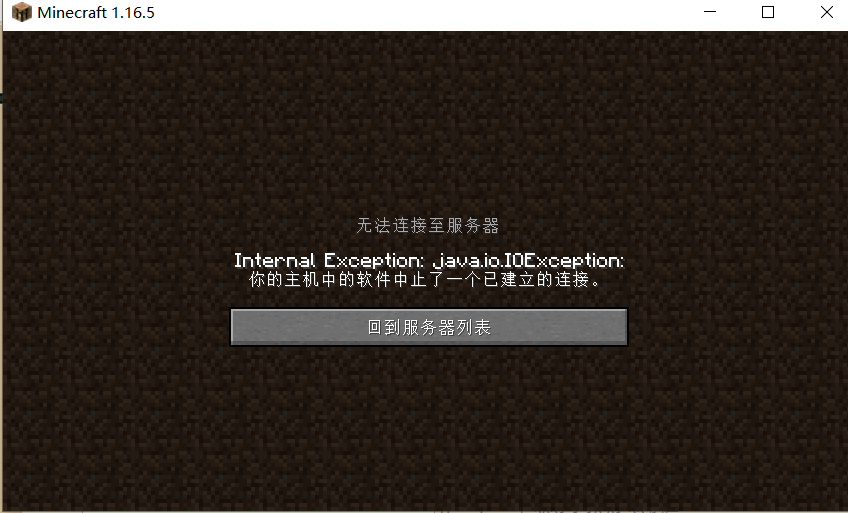 Minecraft 1.16.5
无法连接至服务器
Internal Exception: java.io.IOException:
你的主机中的软件中止了一个已建立的连接。
回到服务器列表